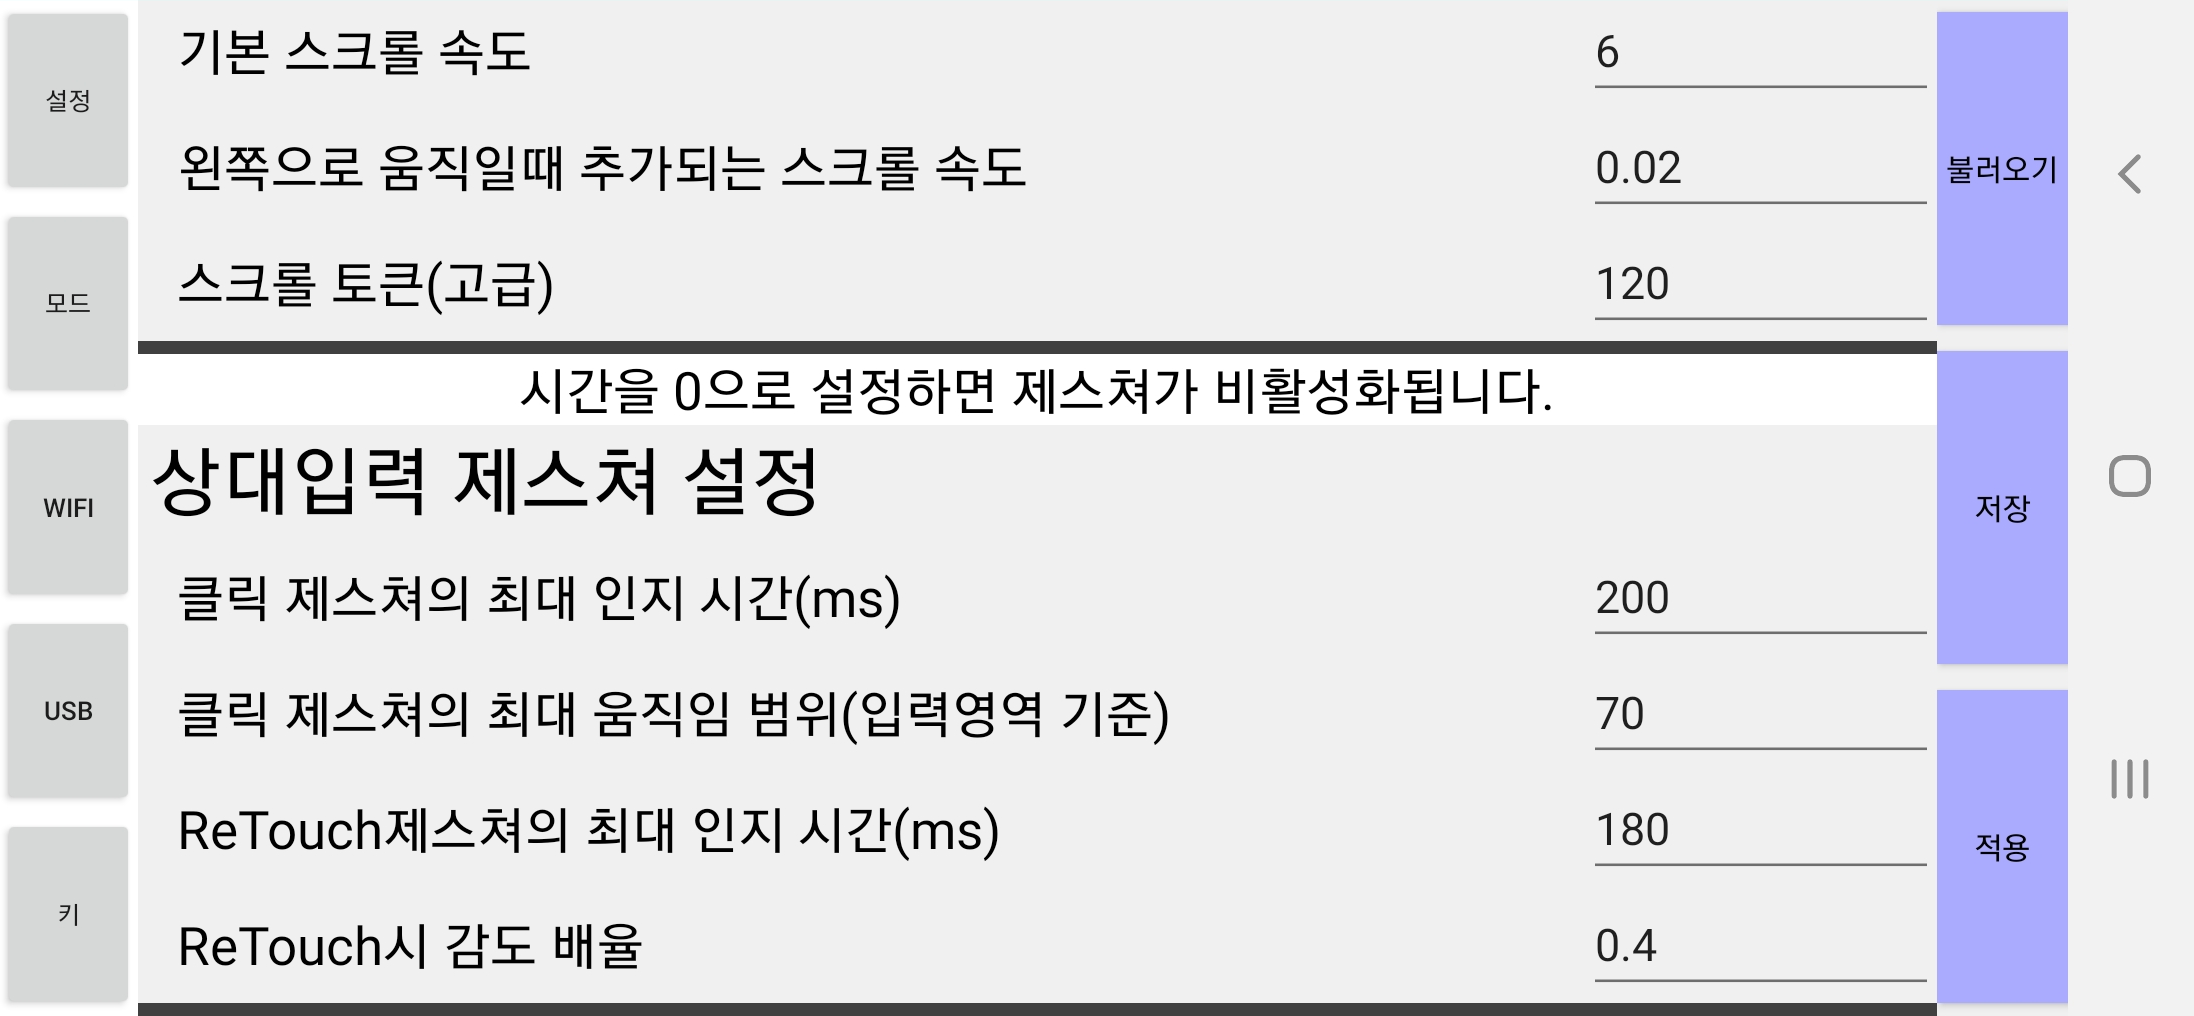 설정
모드
WIFI
USB
키
기본 스크롤 속도 6
왼쪽으로 움직일때 추가되는 스크롤 속도 0.02
스크롤 토큰(고급) 120
시간을 0으로 설정하면 제스쳐가 비활성화됩니다.
상대입력 제스쳐 설정
클릭 제스쳐의 최대 인지 시간(ms) 200
클릭 제스쳐의 최대 움직임 범위(입력영역 기준) 70
ReTouch제스쳐의 최대 인지 시간(ms) 180
ReTouch시 감도 배율 0.4
불러오기
저장
적용